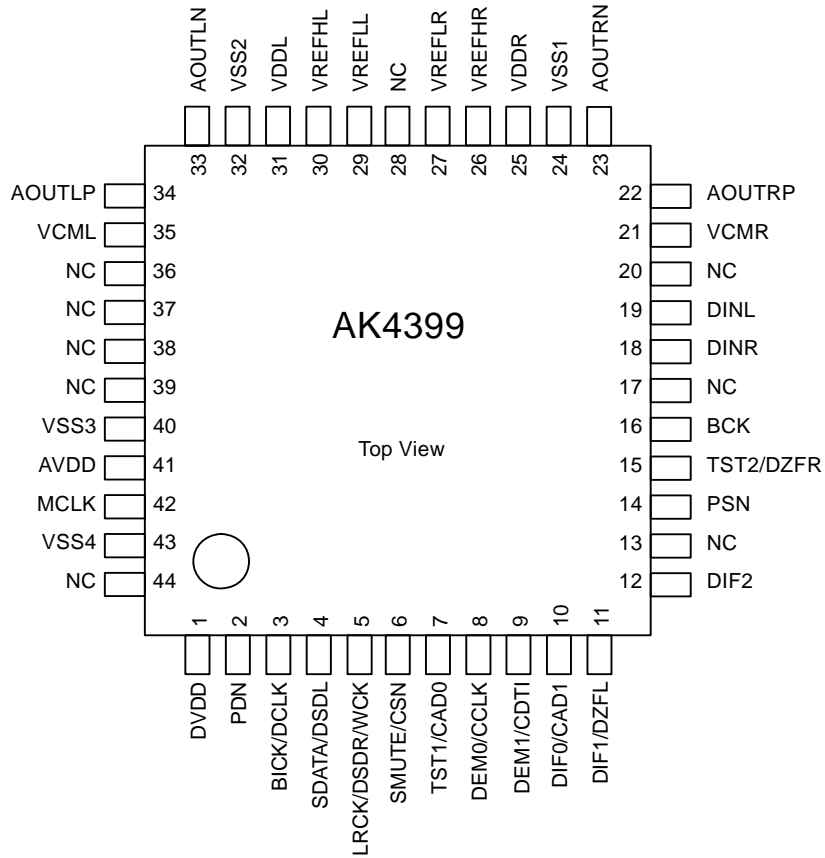 AOUTLN
VSS2
VDDL
VREFHL
VREFLL
NC
VREFLR
VREFHR
VDDR
VSS1
AOUTRN
33
32
31
30
29
28
27
26
25
24
23
AOUTLP 34
VCML 35
NC 36
NC 37
NC 38
NC 39
VSS3 40
AVDD 41
MCLK 42
VSS4 43
NC 44
AK4399
Top View
22 AOUTRP
21 VCMR
20 NC
19 DINL
18 DINR
17 NC
16 BCK
15 TST2/DZFR
14 PSN
13 NC
12 DIF2
1
2
3
4
5
6
7
8
9
10
11
DVDD
PDN
BICK/DCLK
SDATA/DSDL
LRCK/DSDR/WCK
SMUTE/CSN
TST1/CAD0
DEM0/CCLK
DEM1/CDTI
DIF0/CAD1
DIF1/DZFL